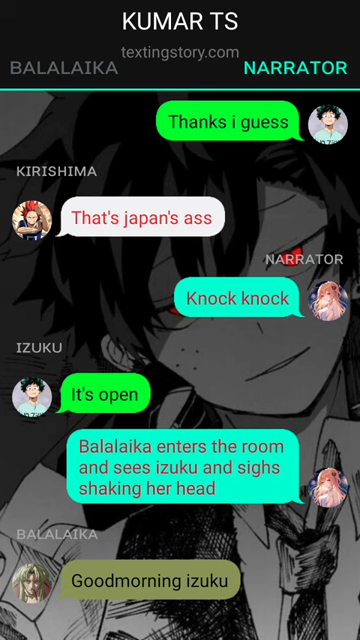 KUMAR TS
textingstory.com
BALALAIKA
NARRATOR
Thanks i guess
KIRISHIMA
That's japan's ass
NARRATOR
Knock knock
IZUKU
It's open
Balalaika enters the room
and sees izuku and sighs
shaking her head
BALALAIKA
Goodmorning izuku